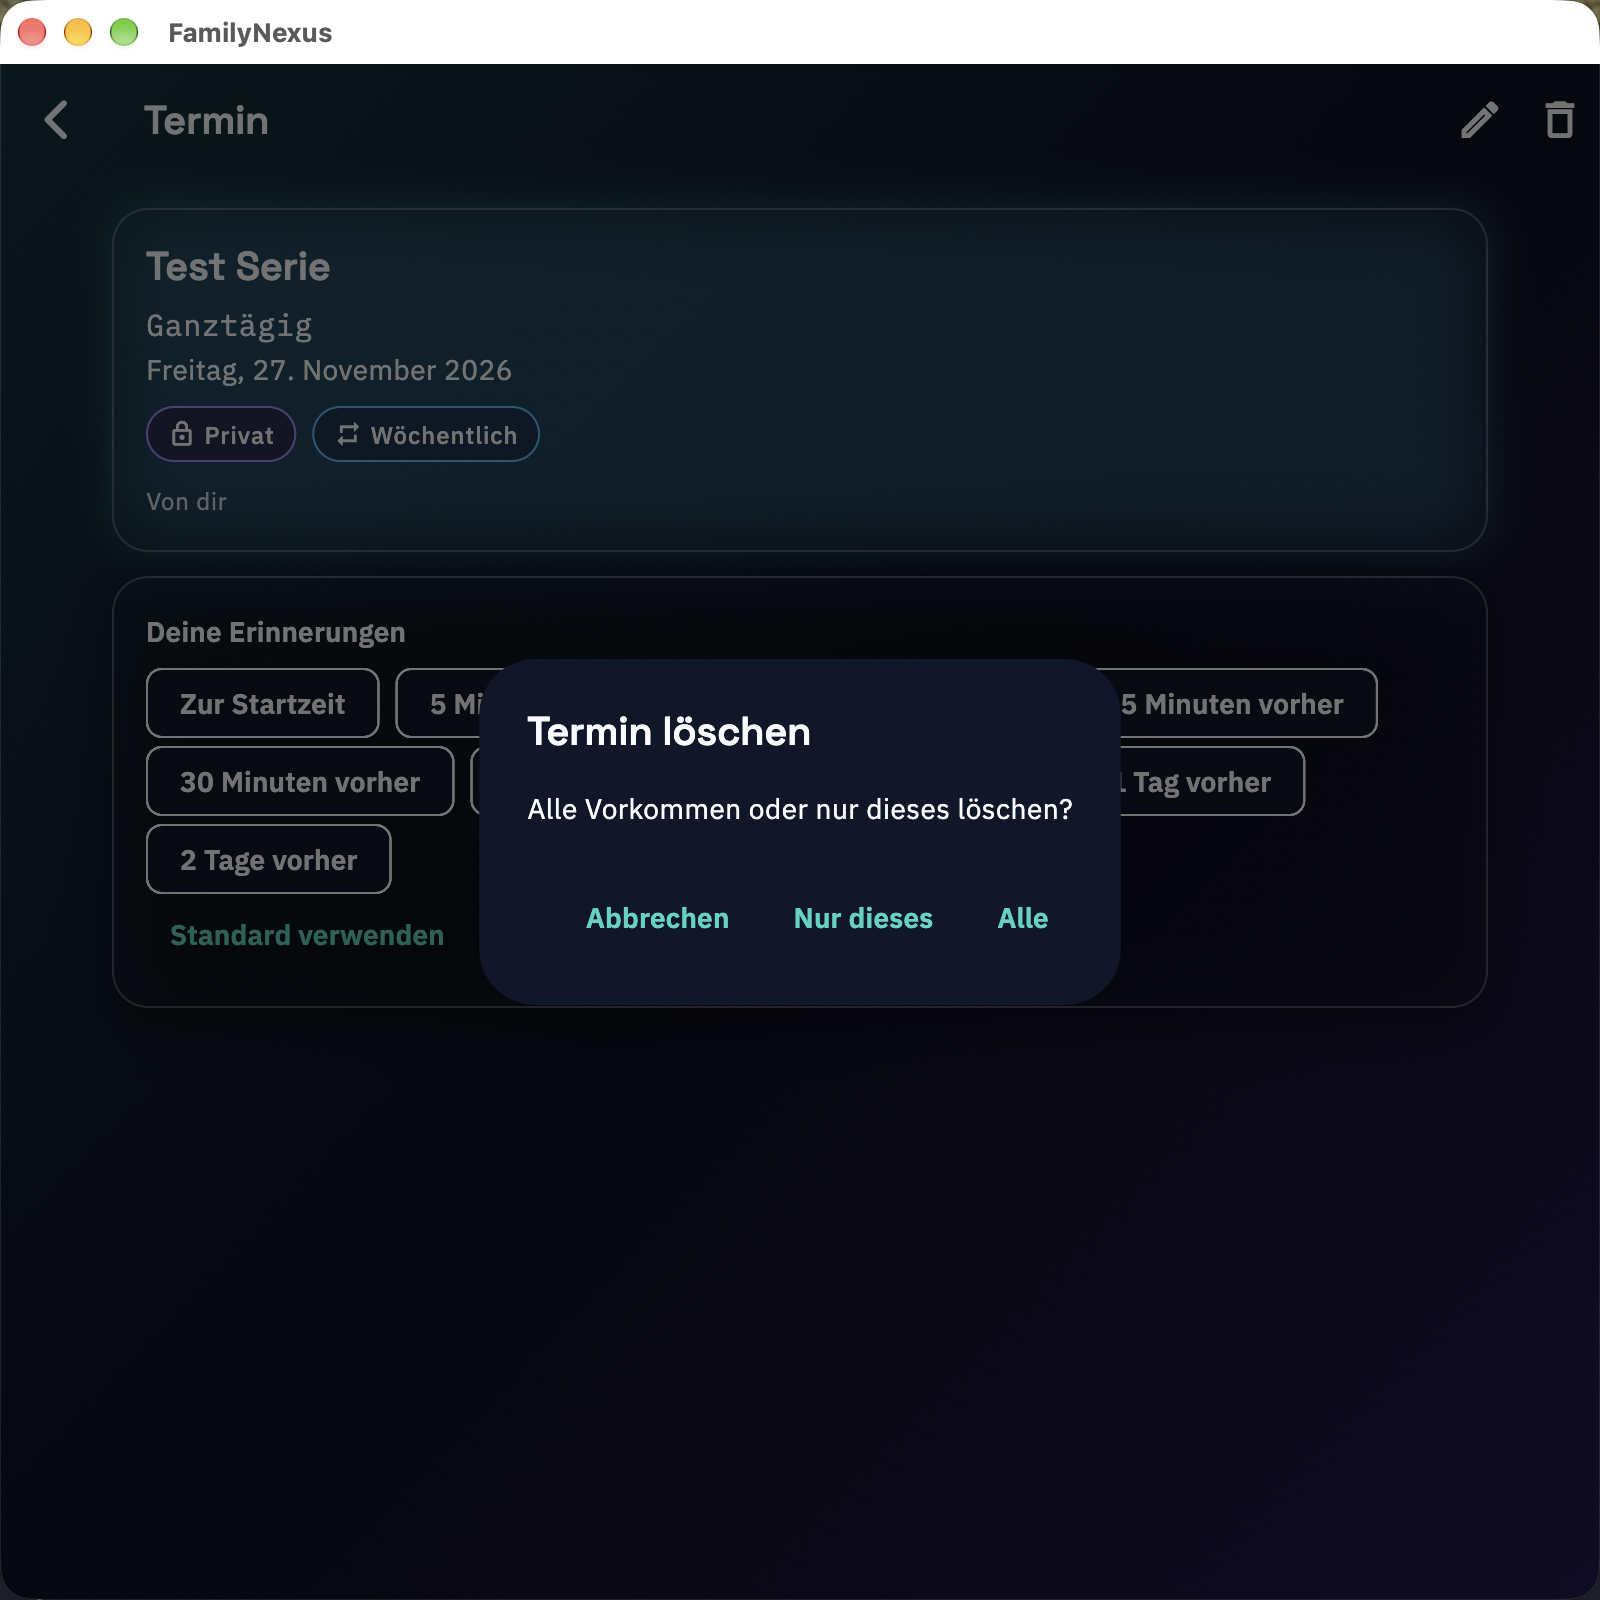 FamilyNexus
Termin
Test Serie
Ganztägig
Freitag, 27. November 2026
Privat
Wöchentlich
Von dir
Deine Erinnerungen
Zur Startzeit
5
5 Minuten vorher
30 Minuten vorher
Tag vorher
2 Tage vorher
Standard verwenden
Termin löschen
Alle Vorkommen oder nur dieses löschen?
Abbrechen
Nur dieses
Alle